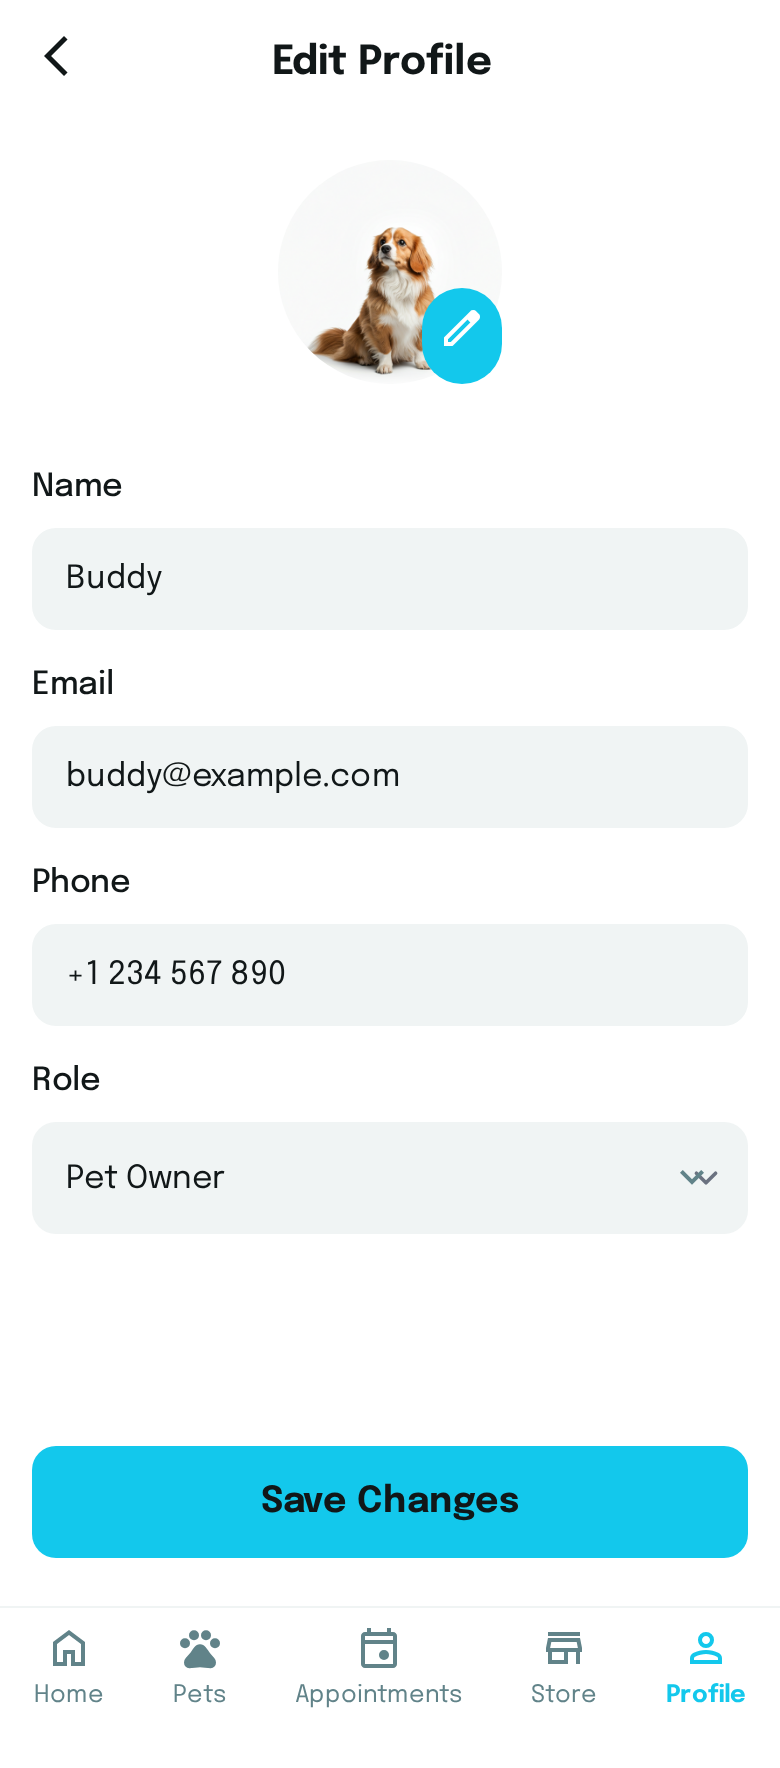 Edit Profile
Name
Buddy
Email
buddy@example.com
Phone
+1 234 567 890
Role
Pet Owner
Save Changes
Home
Pets
Appointments
Store
Profile